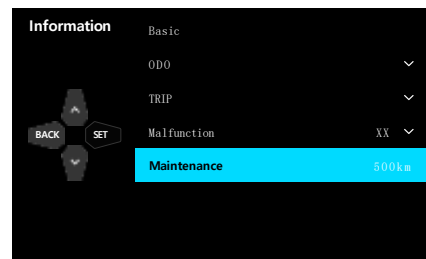 Information
Basic
ODO
TRIP
BACK
SET
Malfunction XX
Maintenance 500km